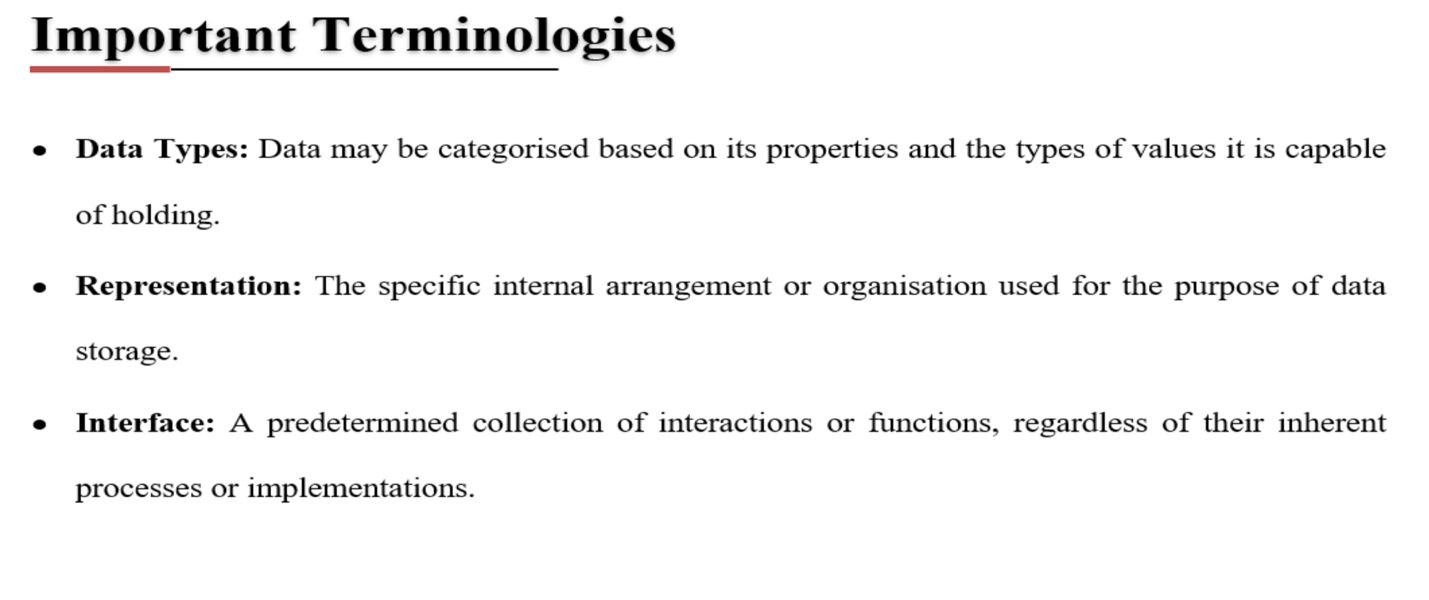 Important Terminologies
• Data Types: Data may be categorised based on its properties and the types of values it is capable
of holding.
• Representation: The specific internal arrangement or organisation used for the purpose of data
storage.
• Interface: A predetermined collection of interactions or functions, regardless of their inherent
processes or implementations.